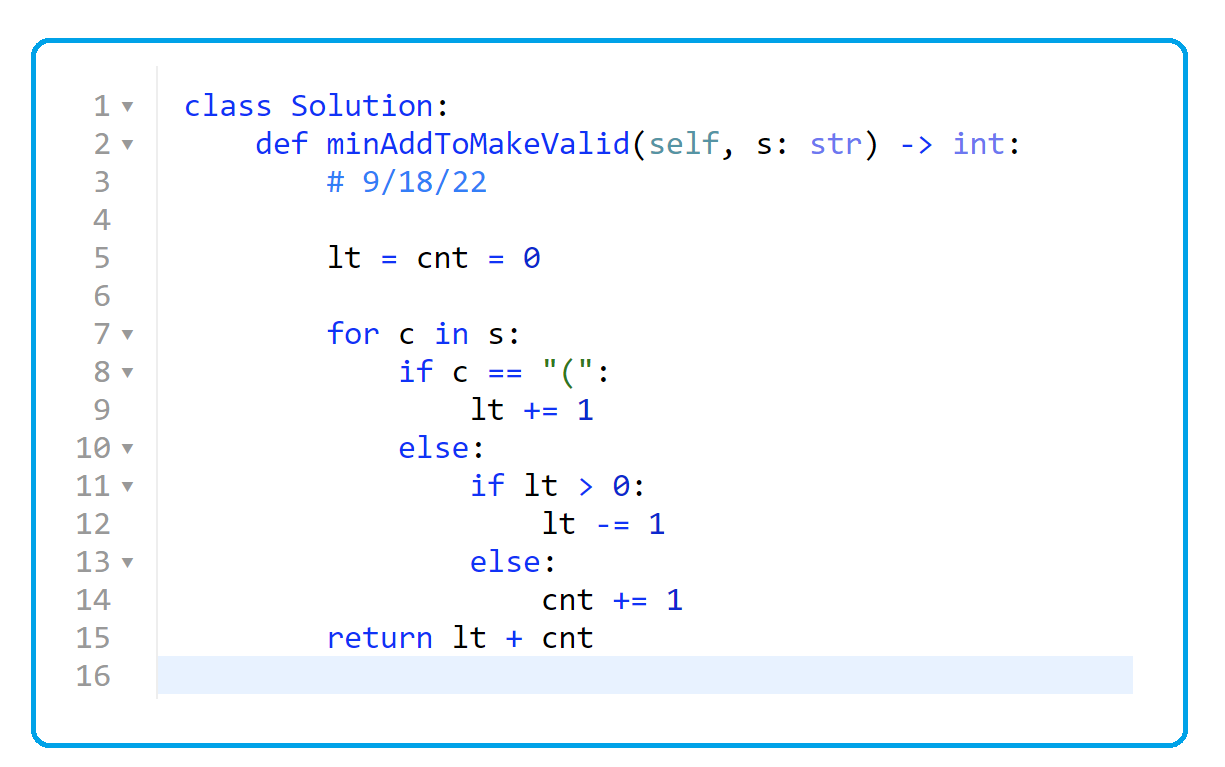 1 class Solution:
2     def minAddToMakeValid(self, s: str) -> int:
3         # 9/18/22
4
5         lt = cnt = 0
6
7         for c in s:
8             if c == "(":
9                 lt += 1
10             else:
11                 if lt > 0:
12                     lt -= 1
13                 else:
14                     cnt += 1
15         return lt + cnt
16